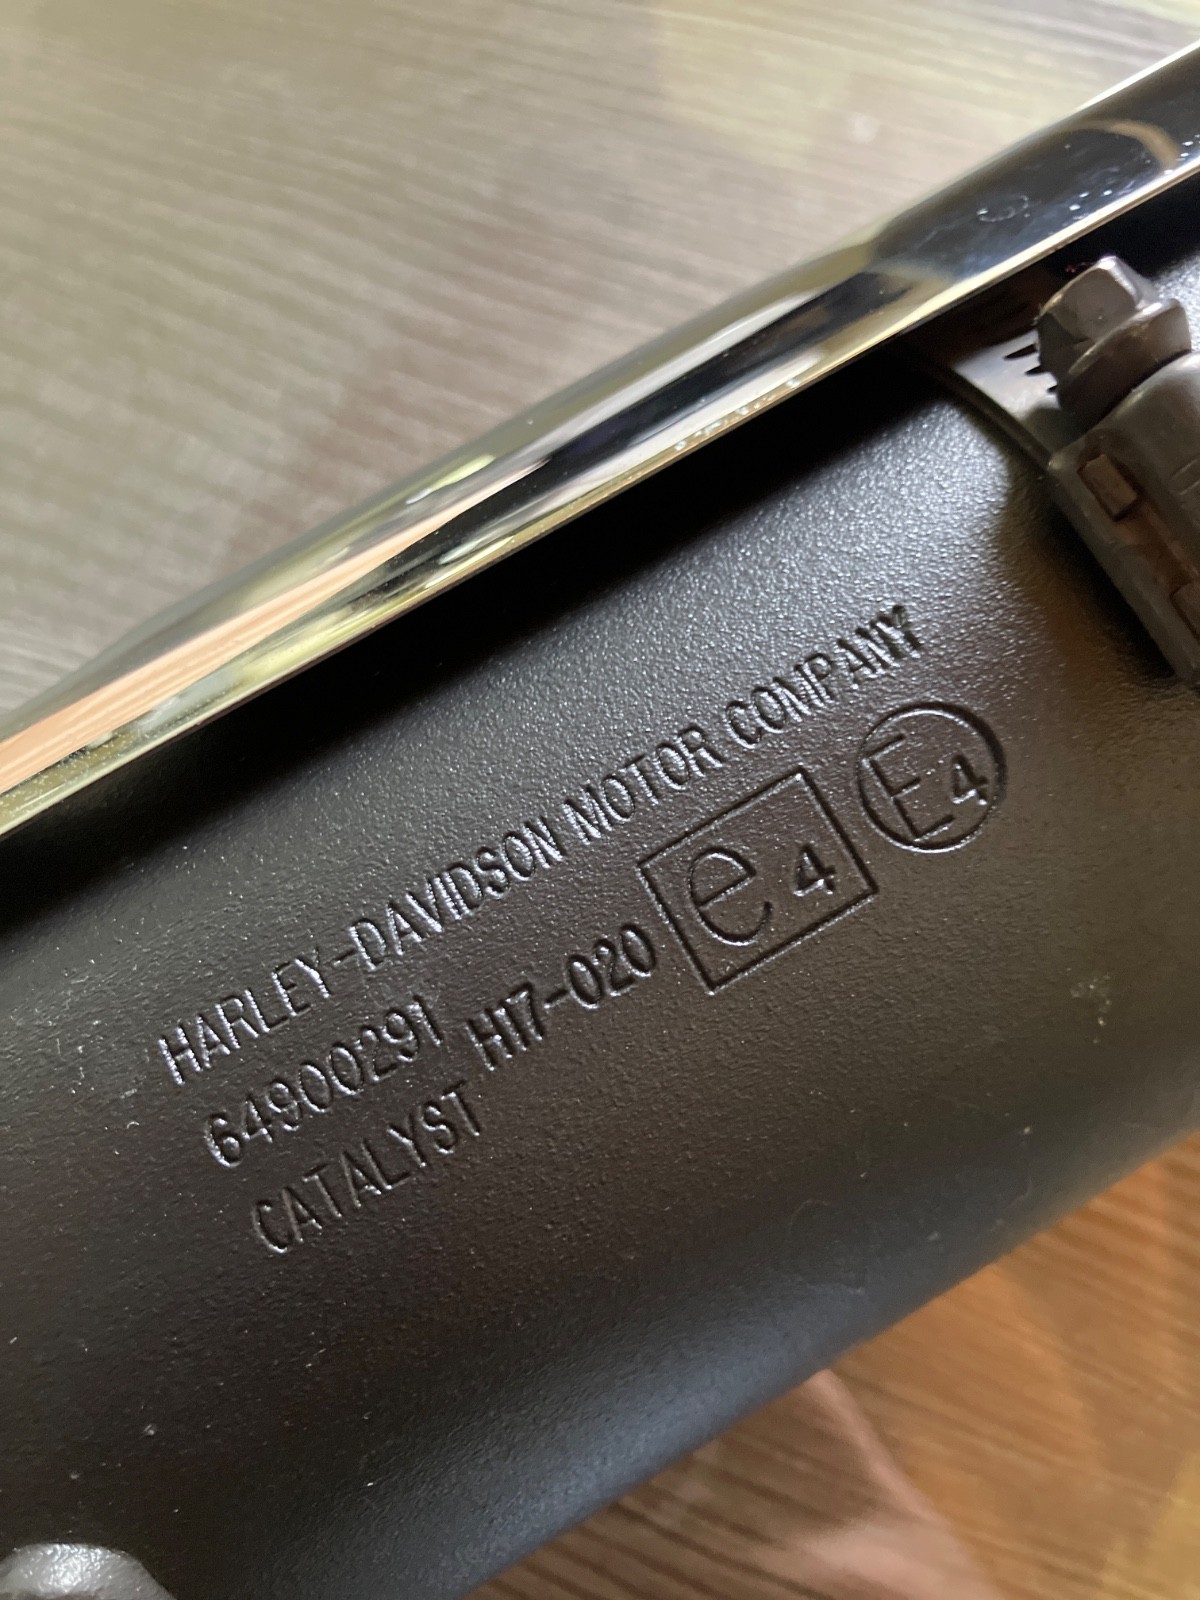 HARLEY-DAVIDSON MOTOR COMPANY
64900291 H17-020 e4 E4
CATALYST